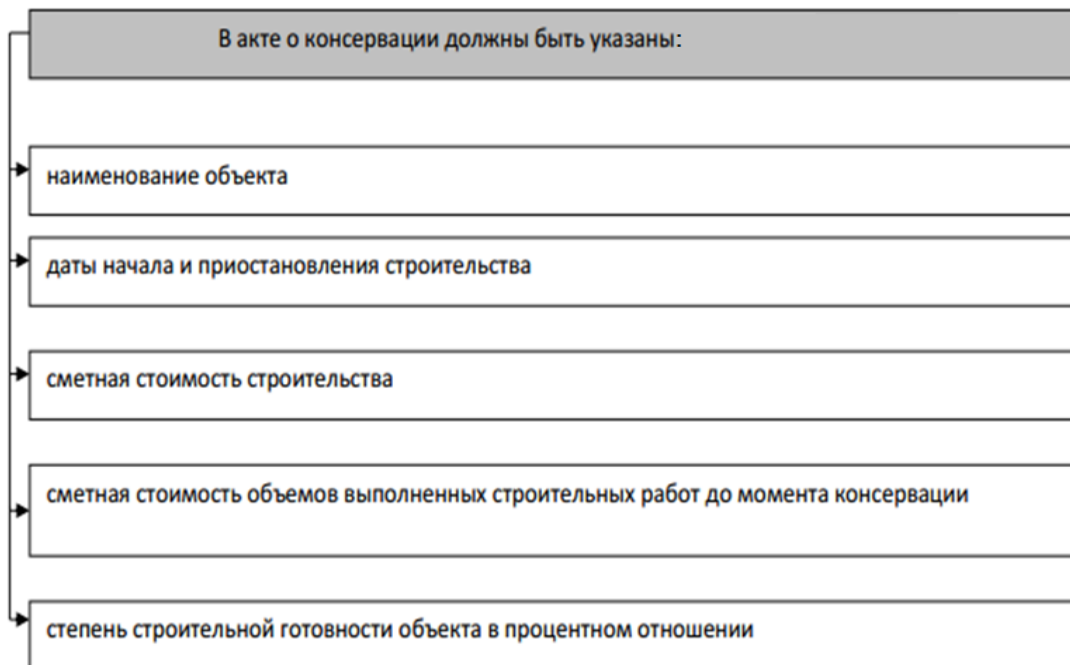 В акте о консервации должны быть указаны:
наименование объекта
даты начала и приостановления строительства
сметная стоимость строительства
сметная стоимость объемов выполненных строительных работ до момента консервации
степень строительной готовности объекта в процентном отношении